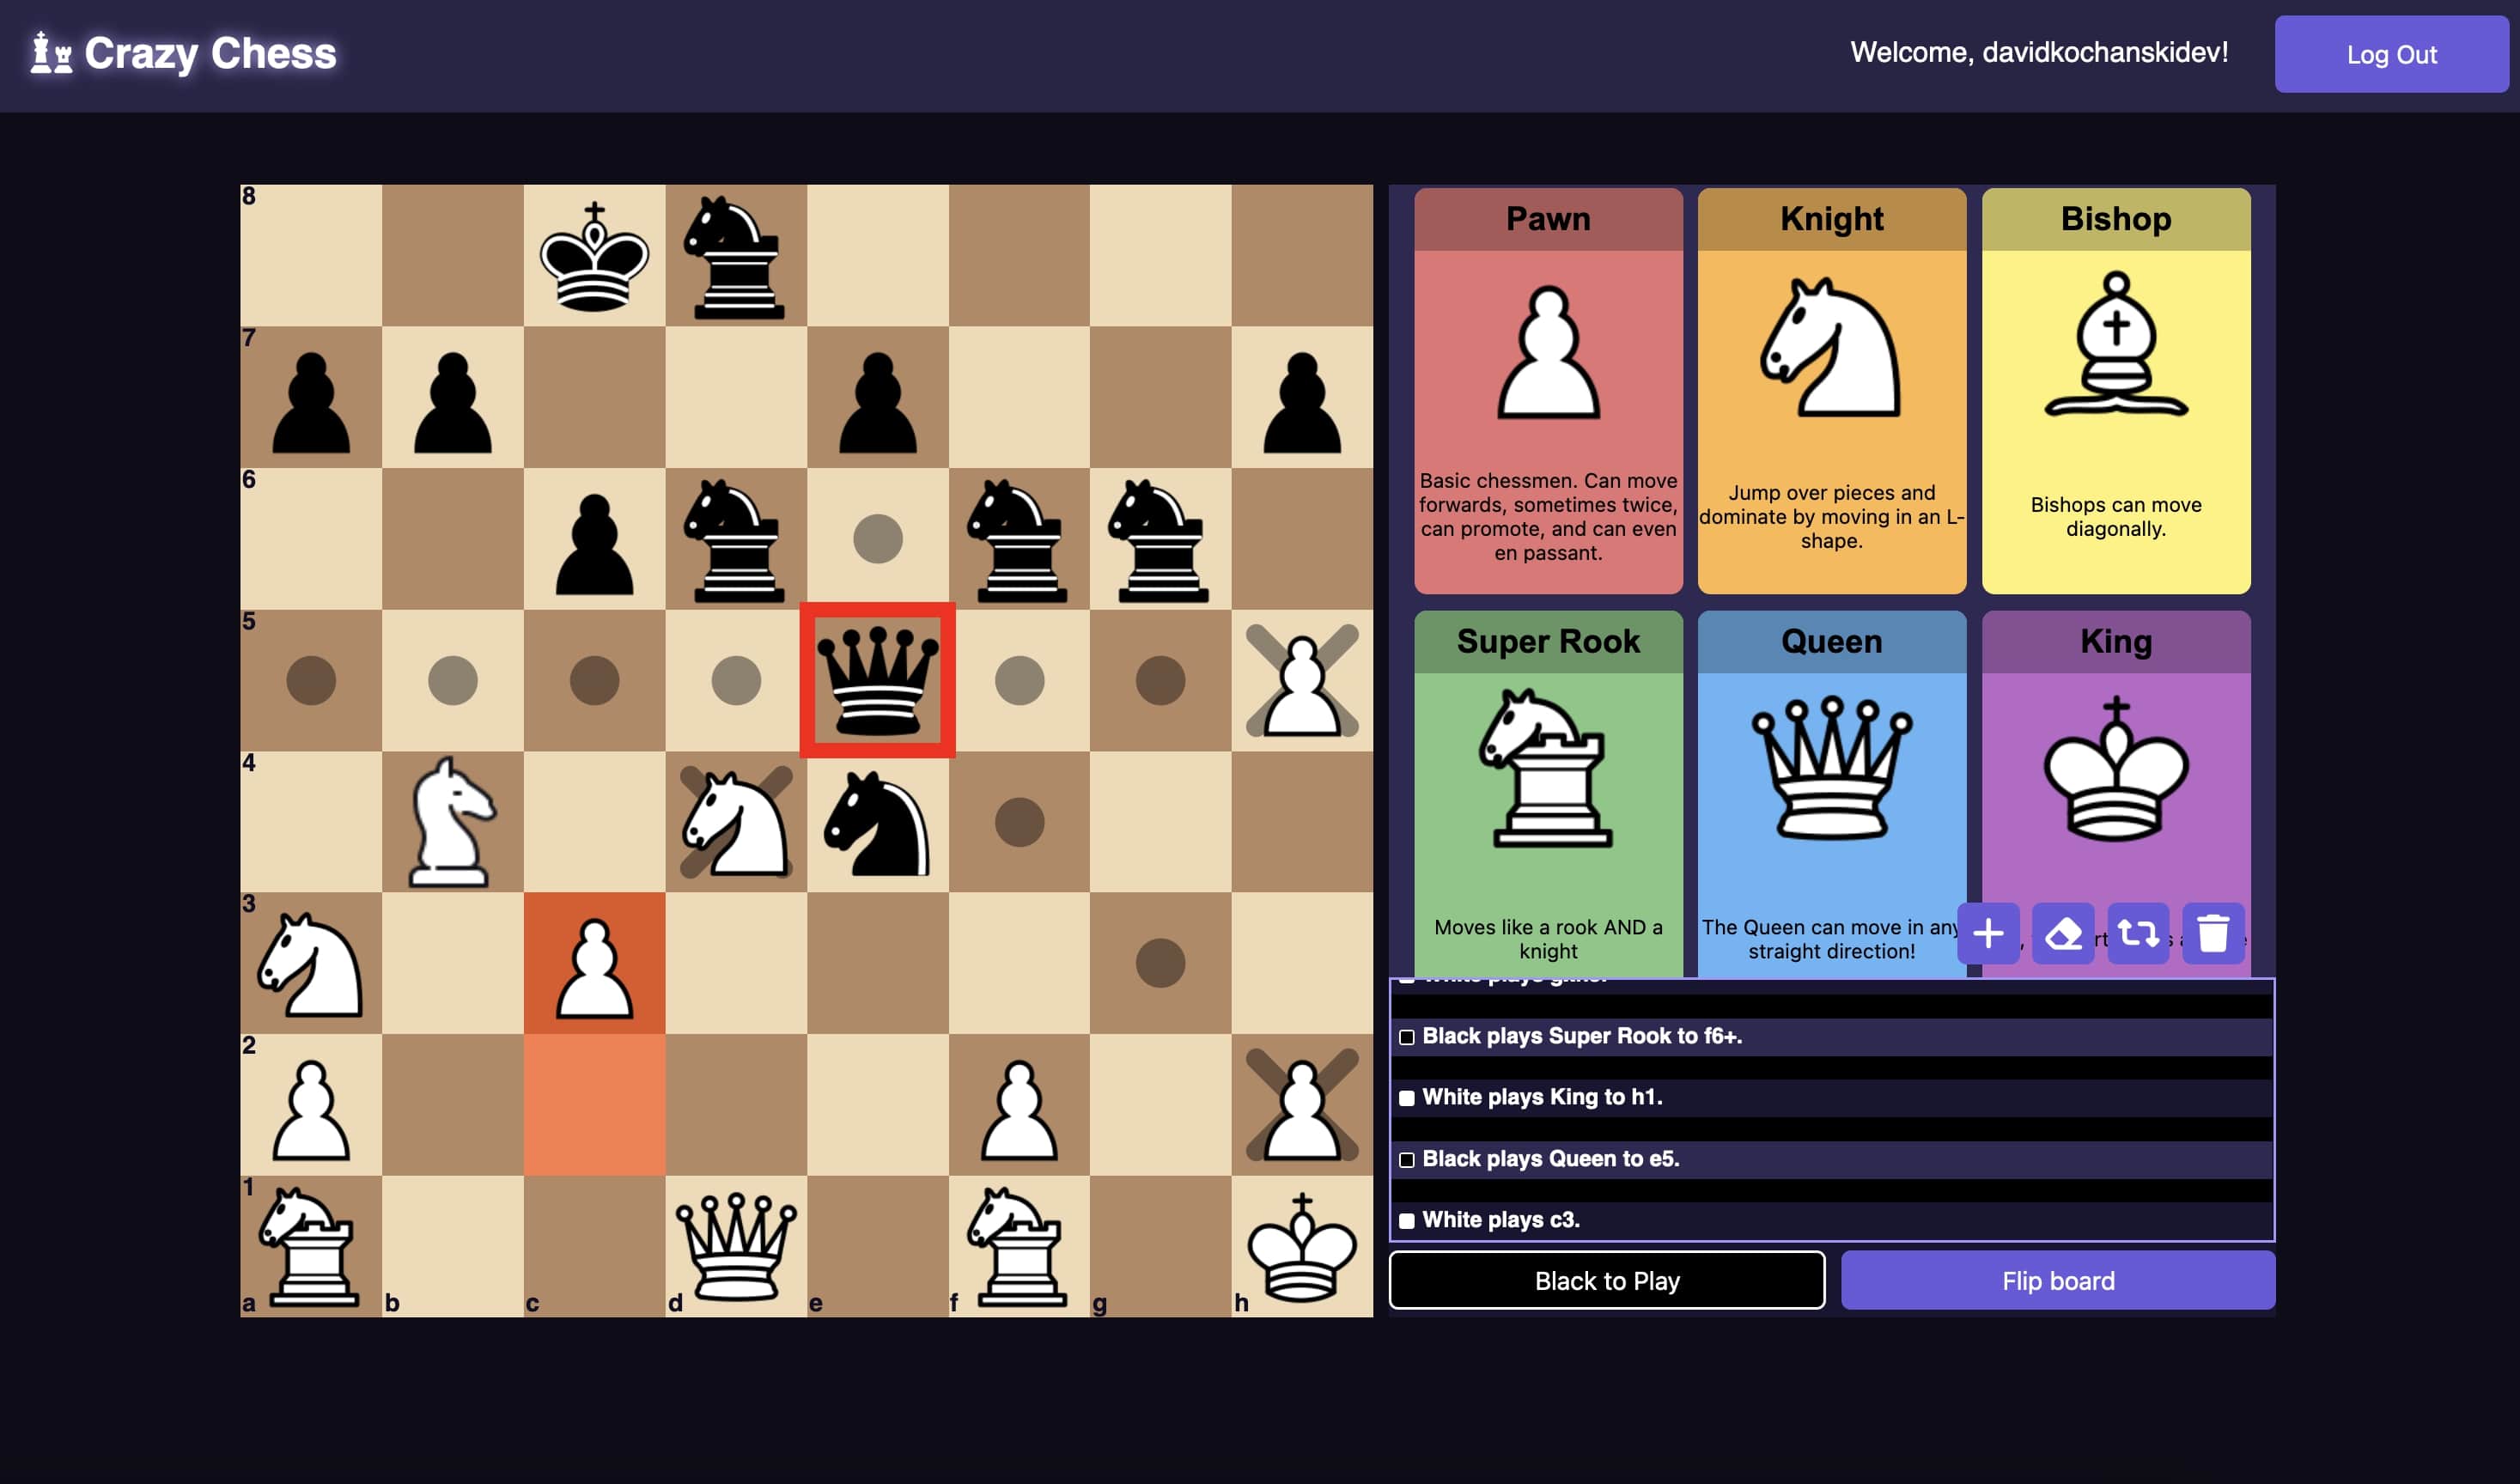 Crazy Chess
Welcome, davidkochanskidev!
Log Out
8
7
6
5
4
3
2
1
a
b
c
d
e
f
g
h
Pawn
Basic chessmen. Can move
forwards, sometimes twice,
can promote, and can even
en passant.
Knight
Jump over pieces and
dominate by moving in an L-
shape.
Bishop
Bishops can move
diagonally.
Super Rook
Moves like a rook AND a
knight
Queen
The Queen can move in any
straight direction!
King
Black plays Super Rook to f6+.
White plays King to h1.
Black plays Queen to e5.
White plays c3.
Black to Play
Flip board